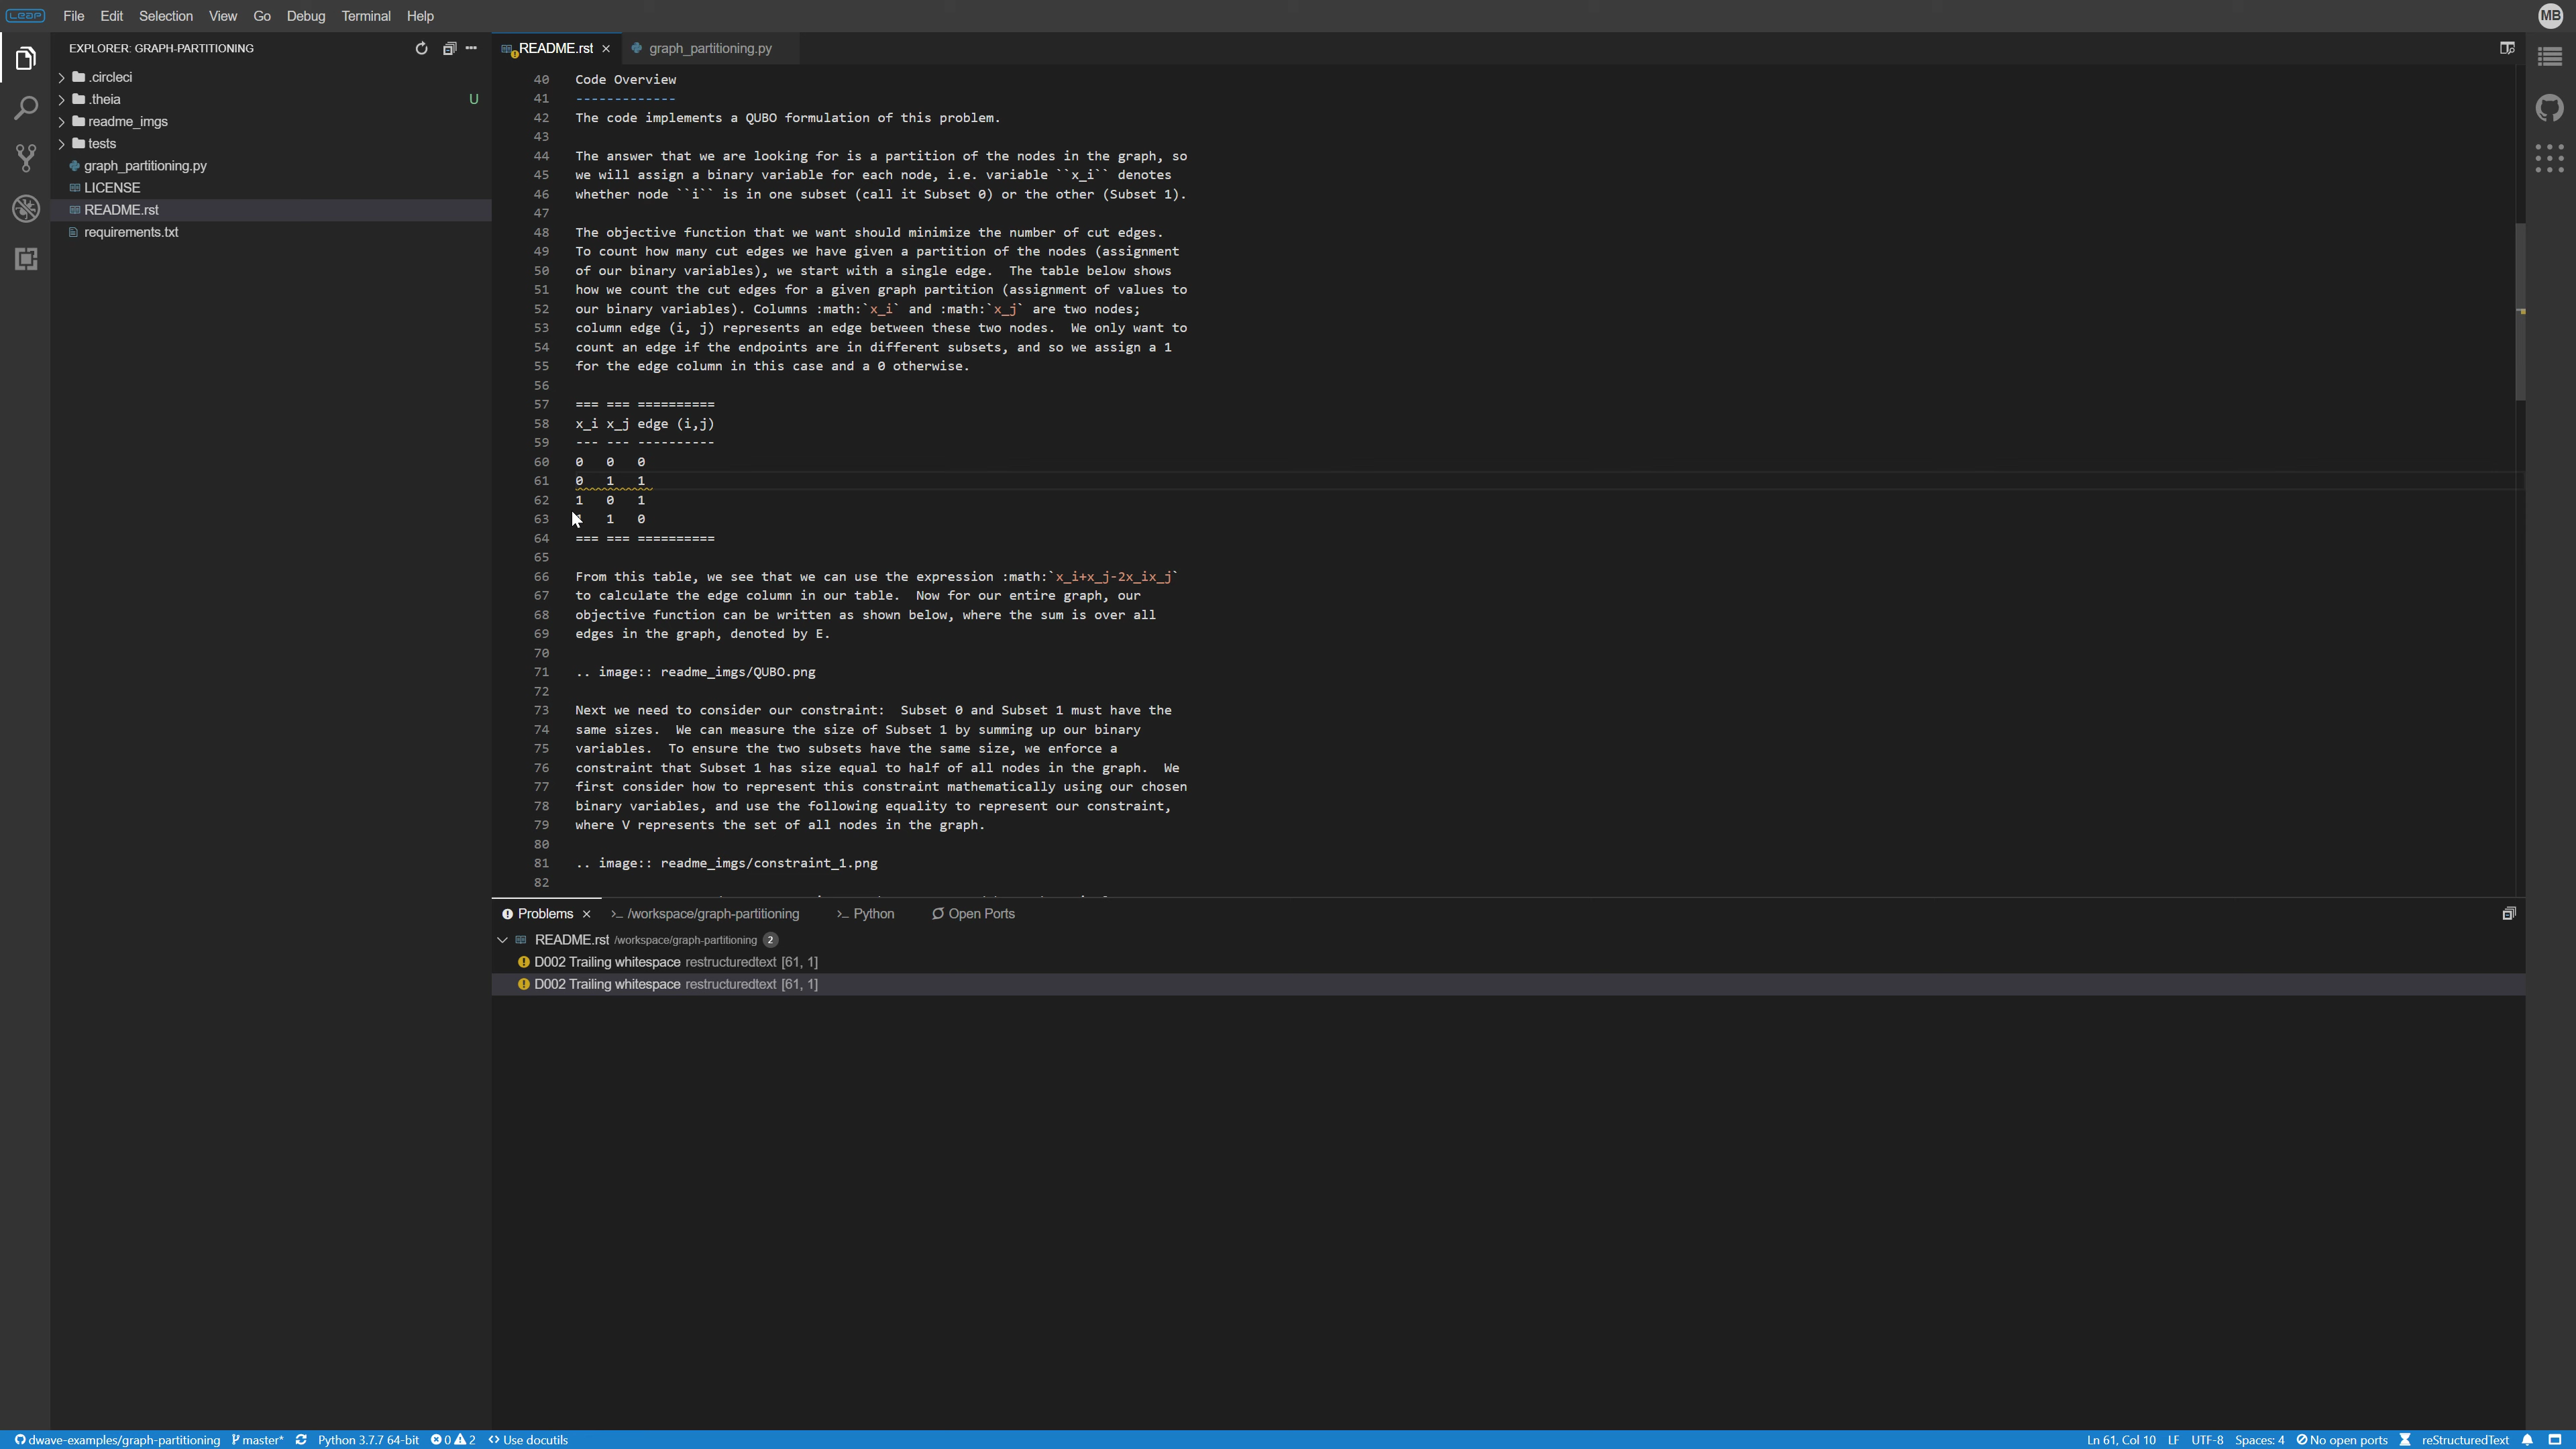 Leap File Edit Selection View Go Debug Terminal Help MB
EXPLORER: GRAPH-PARTITIONING
.circleci
.theia U
readme_imgs
tests
graph_partitioning.py
LICENSE
README.rst
requirements.txt
README.rst graph_partitioning.py
40 Code Overview
41 -------------
42 The code implements a QUBO formulation of this problem.
43
44 The answer that we are looking for is a partition of the nodes in the graph, so
45 we will assign a binary variable for each node, i.e. variable ``x_i`` denotes
46 whether node ``i`` is in one subset (call it Subset 0) or the other (Subset 1).
47
48 The objective function that we want should minimize the number of cut edges.
49 To count how many cut edges we have given a partition of the nodes (assignment
50 of our binary variables), we start with a single edge.  The table below shows
51 how we count the cut edges for a given graph partition (assignment of values to
52 our binary variables). Columns :math:`x_i` and :math:`x_j` are two nodes;
53 column edge (i, j) represents an edge between these two nodes.  We only want to
54 count an edge if the endpoints are in different subsets, and so we assign a 1
55 for the edge column in this case and a 0 otherwise.
56
57 === === ==========
58 x_i x_j edge (i,j)
59 --- --- ----------
60 0   0   0
61 0   1   1
62 1   0   1
63 1   0
64 === === ==========
65
66 From this table, we see that we can use the expression :math:`x_i+x_j-2x_ix_j`
67 to calculate the edge column in our table.  Now for our entire graph, our
68 objective function can be written as shown below, where the sum is over all
69 edges in the graph, denoted by E.
70
71 .. image:: readme_imgs/QUBO.png
72
73 Next we need to consider our constraint:  Subset 0 and Subset 1 must have the
74 same sizes.  We can measure the size of Subset 1 by summing up our binary
75 variables.  To ensure the two subsets have the same size, we enforce a
76 constraint that Subset 1 has size equal to half of all nodes in the graph.  We
77 first consider how to represent this constraint mathematically using our chosen
78 binary variables, and use the following equality to represent our constraint,
79 where V represents the set of all nodes in the graph.
80
81 .. image:: readme_imgs/constraint_1.png
82
Problems /workspace/graph-partitioning Python Open Ports
README.rst /workspace/graph-partitioning 2
D002 Trailing whitespace restructuredtext [61, 1]
D002 Trailing whitespace restructuredtext [61, 1]
dwave-examples/graph-partitioning master* Python 3.7.7 64-bit 0 2 Use docutils Ln 61, Col 10 LF UTF-8 Spaces: 4 No open ports reStructuredText